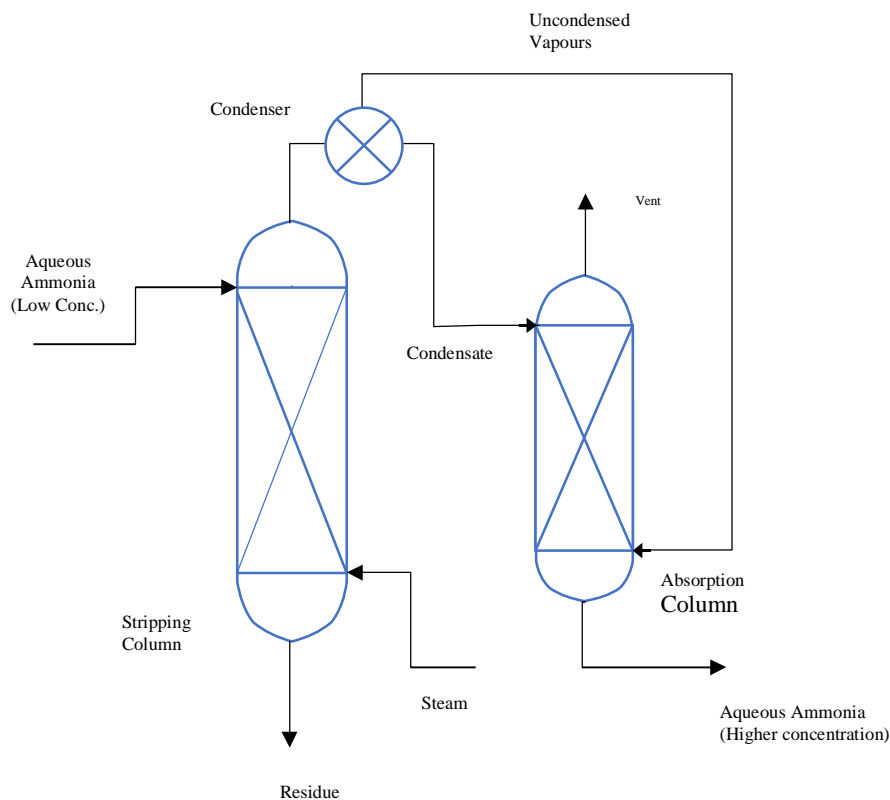 Uncondensed
Vapours
Condenser
Vent
Aqueous
Ammonia
(Low Conc.)
Condensate
Absorption
Column
Stripping
Column
Steam
Aqueous Ammonia
(Higher concentration)
Residue